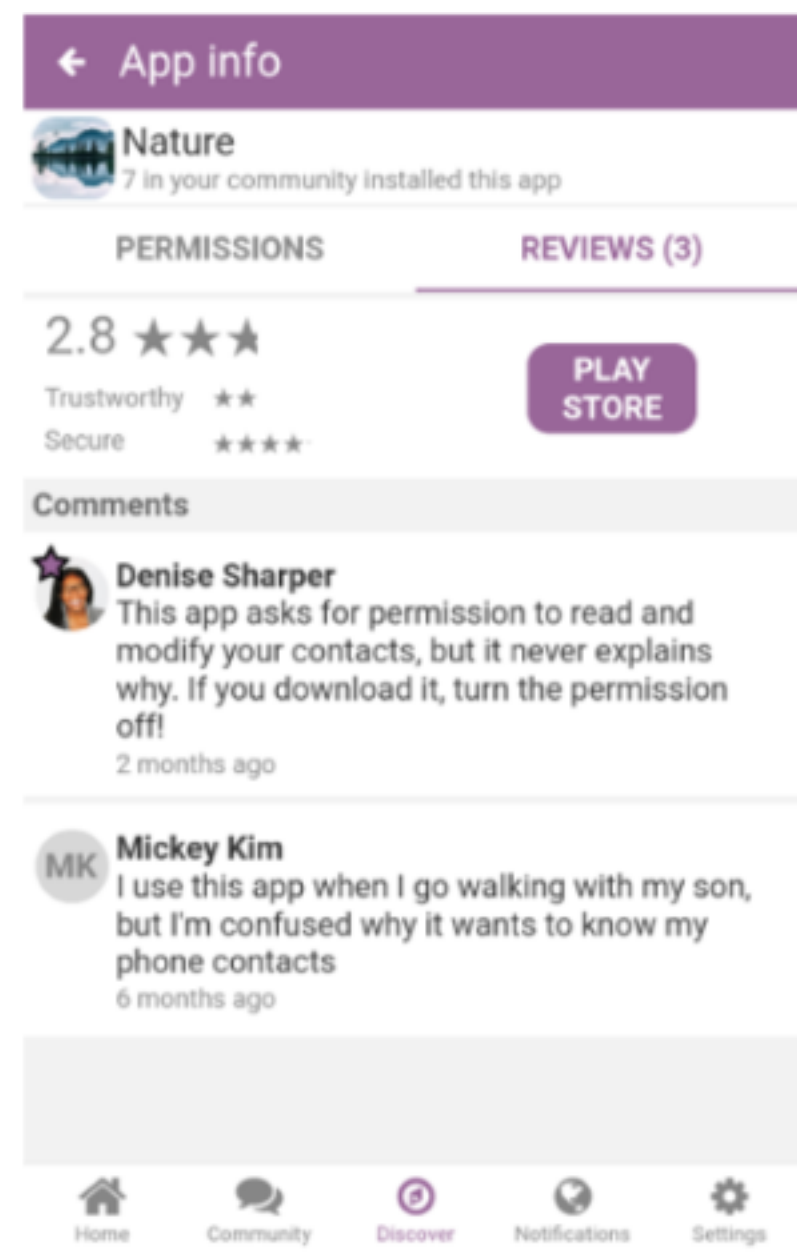 App info
Nature
7 in your community installed this app
PERMISSIONS
REVIEWS (3)
2.8
PLAY
STORE
Trustworthy
Secure
Comments
Denise Sharper
This app asks for permission to read and
modify your contacts, but it never explains
why. If you download it, turn the permission
off!
2 months ago
MK
Mickey Kim
I use this app when I go walking with my son,
but I'm confused why it wants to know my
phone contacts
6 months ago
Home
Community
Discover
Notifications
Settings